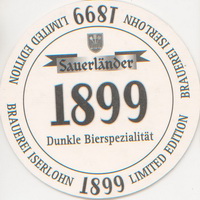 1899
LIMITED EDITION
BRAUEREI ISERLOHN
Sauerländer
1899
Dunkle Bierspezialität
BRAUEREI ISERLOHN
1899
LIMITED EDITION